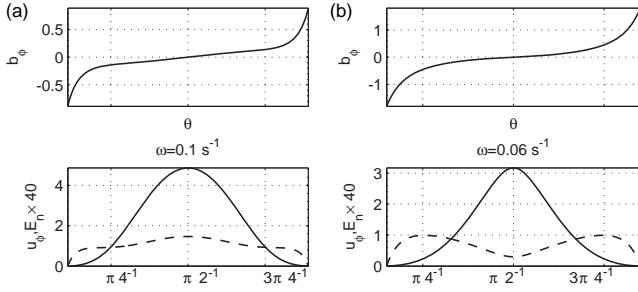 (a)
0.5
0
-0.5
b_ϕ
θ
(b)
1
0
-1
b_ϕ
θ
ω=0.1 s⁻¹
4
2
0
u_ϕ,E_n × 40
π 4⁻¹
π 2⁻¹
3π 4⁻¹
ω=0.06 s⁻¹
3
2
1
0
u_ϕ,E_n × 40
π 4⁻¹
π 2⁻¹
3π 4⁻¹